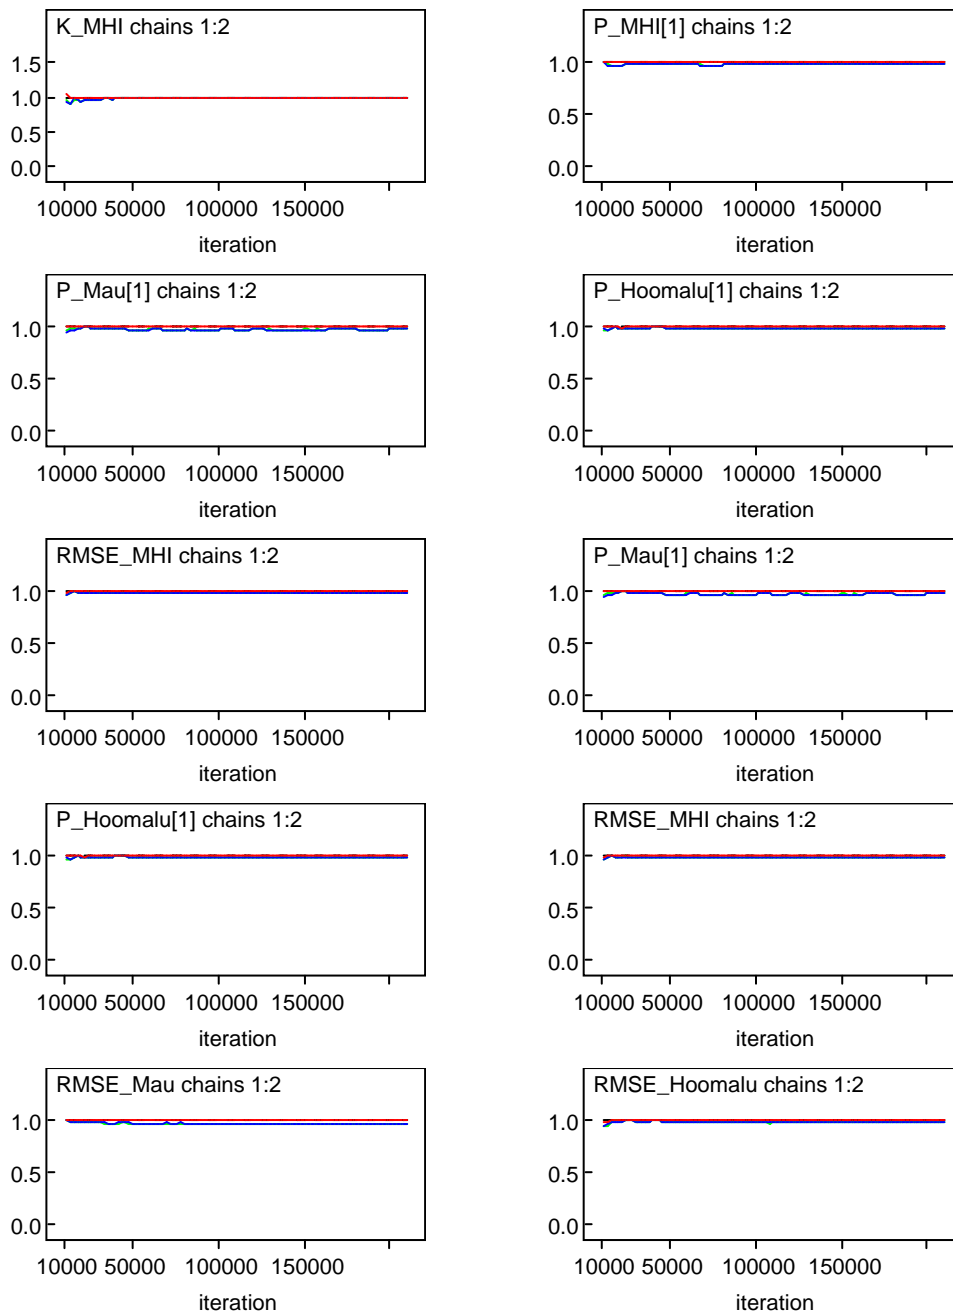 K_MHI chains 1:2
1.5
1.0
0.5
0.0
10000 50000 100000 150000
iteration
P_MHI[1] chains 1:2
1.0
0.5
0.0
10000 50000 100000 150000
iteration
P_Mau[1] chains 1:2
1.0
0.5
0.0
10000 50000 100000 150000
iteration
P_Hoomalu[1] chains 1:2
1.0
0.5
0.0
10000 50000 100000 150000
iteration
RMSE_MHI chains 1:2
1.0
0.5
0.0
10000 50000 100000 150000
iteration
P_Mau[1] chains 1:2
1.0
0.5
0.0
10000 50000 100000 150000
iteration
P_Hoomalu[1] chains 1:2
1.0
0.5
0.0
10000 50000 100000 150000
iteration
RMSE_MHI chains 1:2
1.0
0.5
0.0
10000 50000 100000 150000
iteration
RMSE_Mau chains 1:2
1.0
0.5
0.0
10000 50000 100000 150000
iteration
RMSE_Hoomalu chains 1:2
1.0
0.5
0.0
10000 50000 100000 150000
iteration